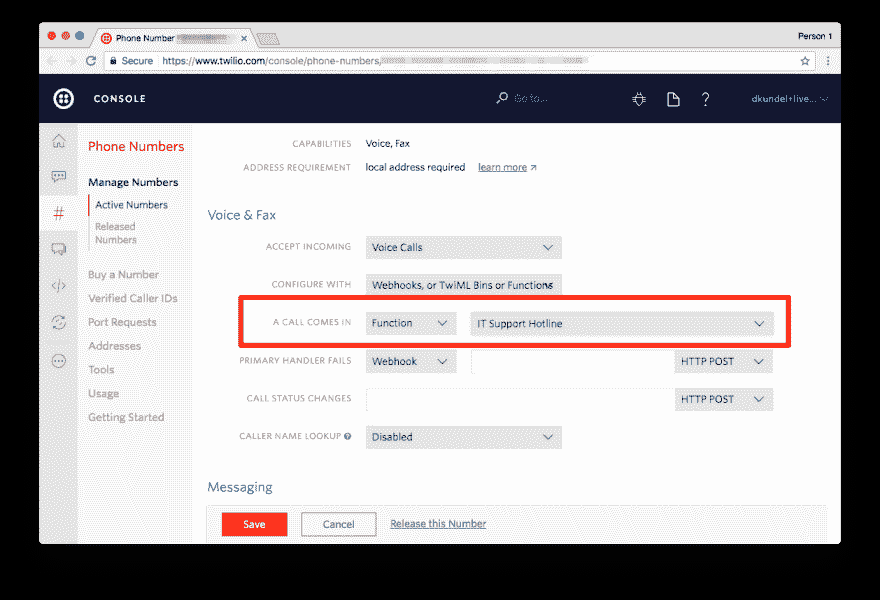 Phone Number
Person 1
Secure https://www.twilio.com/console/phone-numbers/
CONSOLE
Go to...
?
dkundel+live...
Phone Numbers
Manage Numbers
Active Numbers
Released
Numbers
Buy a Number
Verified Caller IDs
Port Requests
Addresses
Tools
Usage
Getting Started
CAPABILITIES Voice, Fax
ADDRESS REQUIREMENT local address required learn more
Voice & Fax
ACCEPT INCOMING Voice Calls
CONFIGURE WITH Webhooks, or TwiML Bins or Functions
A CALL COMES IN Function IT Support Hotline
PRIMARY HANDLER FAILS Webhook HTTP POST
CALL STATUS CHANGES HTTP POST
CALLER NAME LOOKUP ? Disabled
Messaging
Save Cancel Release this Number